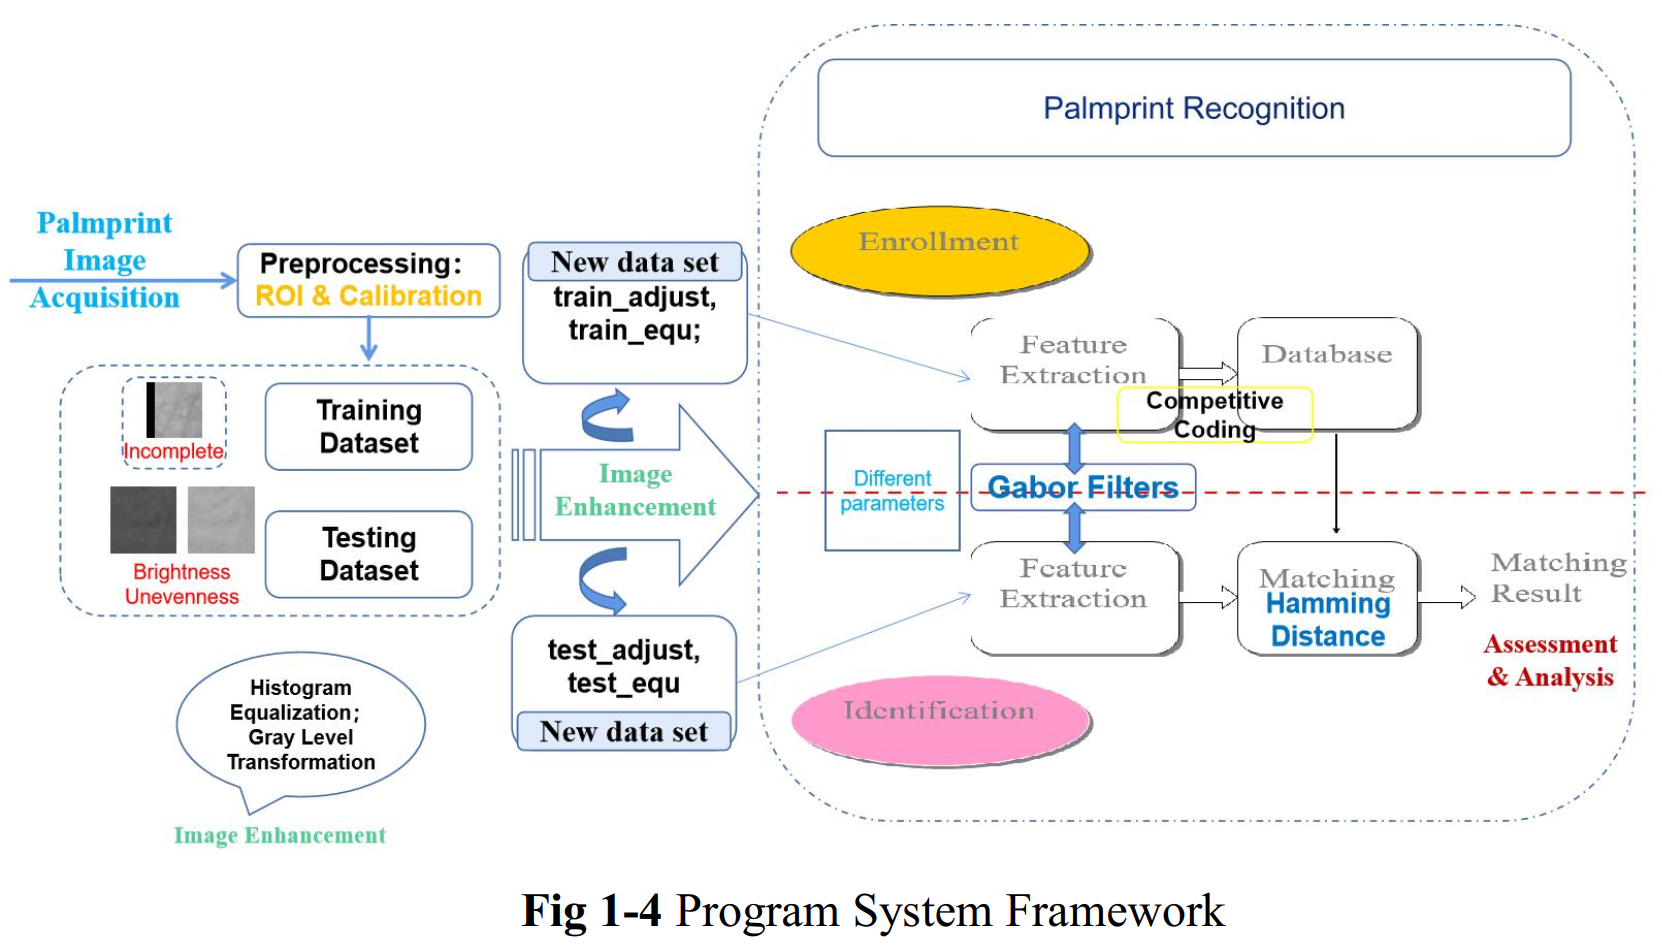 Palmprint Recognition
Palmprint
Image
Acquisition
Preprocessing:
ROI & Calibration
New data set
train_adjust,
train_equ;
Enrollment
Feature
Extraction
Database
Competitive
Coding
Incomplete
Training
Dataset
Image
Enhancement
Different
parameters
Gabor Filters
Brightness
Unevenness
Testing
Dataset
Feature
Extraction
Matching
Hamming
Distance
Matching
Result
Assessment
& Analysis
test_adjust,
test_equ
New data set
Identification
Histogram
Equalization;
Gray Level
Transformation
Image Enhancement
Fig 1-4 Program System Framework